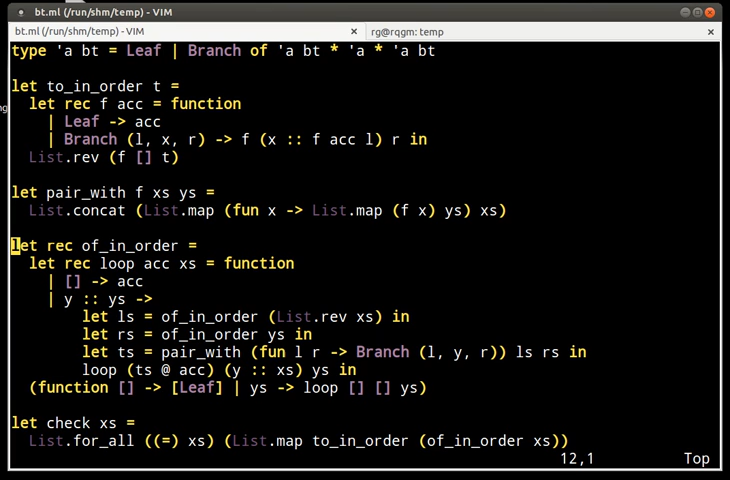 bt.ml (/run/shm/temp) - VIM
bt.ml (/run/shm/temp) - VIM × rg@rqgm: temp ×
type 'a bt = Leaf | Branch of 'a bt * 'a * 'a bt
let to_in_order t =
let rec f acc = function
| Leaf -> acc
| Branch (l, x, r) -> f (x :: f acc l) r in
List.rev (f [] t)
let pair_with f xs ys =
List.concat (List.map (fun x -> List.map (f x) ys) xs)
let rec of_in_order =
let rec loop acc xs = function
| [] -> acc
| y :: ys ->
let ls = of_in_order (List.rev xs) in
let rs = of_in_order ys in
let ts = pair_with (fun l r -> Branch (l, y, r)) ls rs in
loop (ts @ acc) (y :: xs) ys in
(function [] -> [Leaf] | ys -> loop [] [] ys)
let check xs =
List.for_all ((=) xs) (List.map to_in_order (of_in_order xs))
12,1 Top